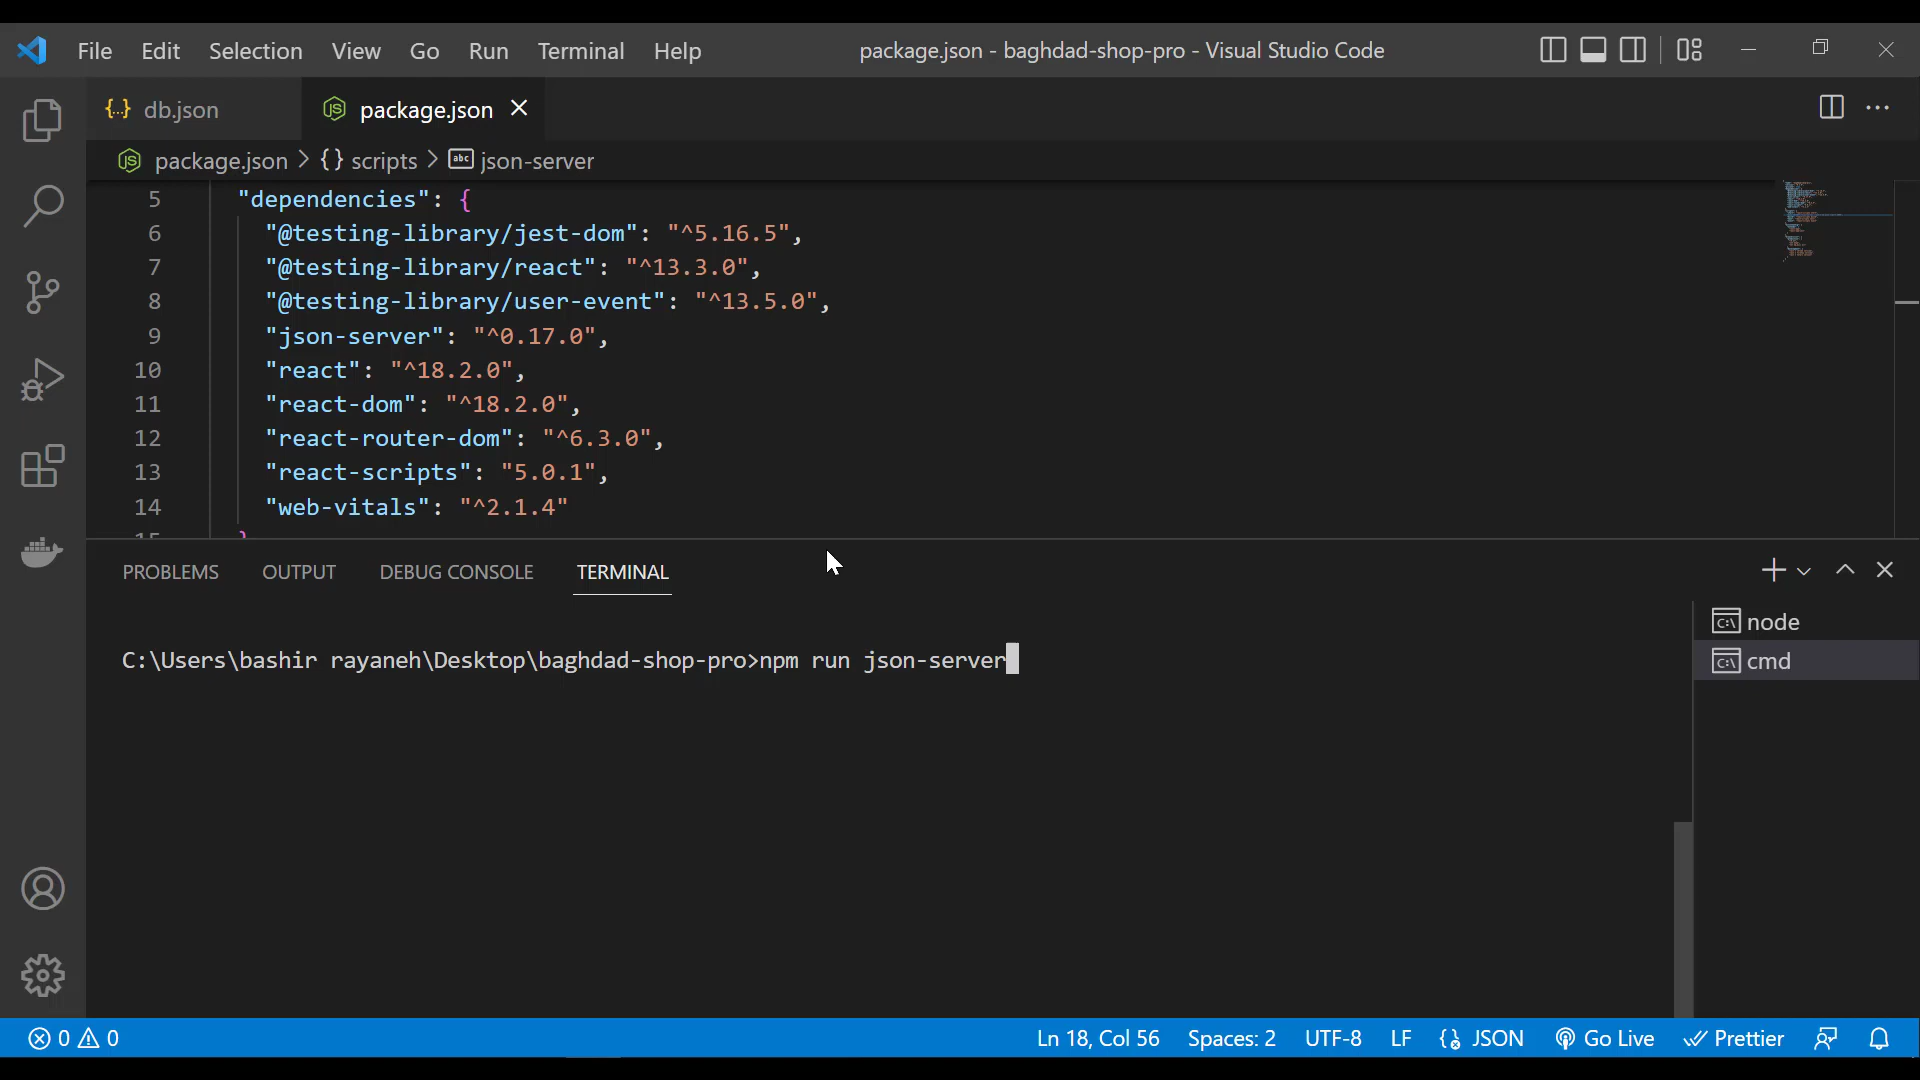 File Edit Selection View Go Run Terminal Help package.json - baghdad-shop-pro - Visual Studio Code
{..} db.json
JS package.json
JS package.json > {} scripts > abc json-server
5 "dependencies": {
6 "@testing-library/jest-dom": "^5.16.5",
7 "@testing-library/react": "^13.3.0",
8 "@testing-library/user-event": "^13.5.0",
9 "json-server": "^0.17.0",
10 "react": "^18.2.0",
11 "react-dom": "^18.2.0",
12 "react-router-dom": "^6.3.0",
13 "react-scripts": "5.0.1",
14 "web-vitals": "^2.1.4"
15 }
PROBLEMS OUTPUT DEBUG CONSOLE TERMINAL
C:\Users\bashir rayaneh\Desktop\baghdad-shop-pro>npm run json-server
node
cmd
0 0 Ln 18, Col 56 Spaces: 2 UTF-8 LF JSON Go Live Prettier